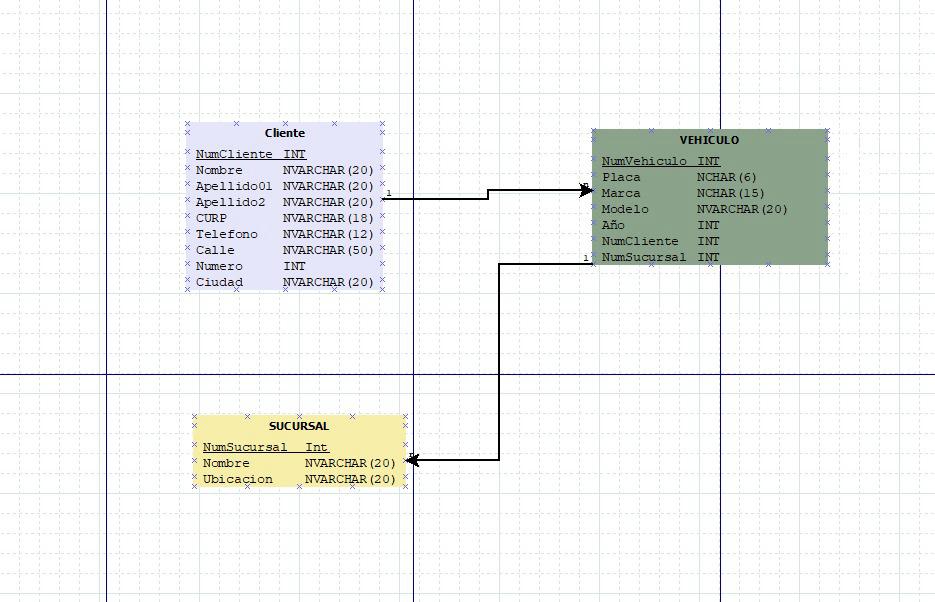 Cliente
NumCliente INT
Nombre NVARCHAR(20)
Apellido01 NVARCHAR(20)
Apellido2 NVARCHAR(20)
CURP NVARCHAR(18)
Telefono NVARCHAR(12)
Calle NVARCHAR(50)
Numero INT
Ciudad NVARCHAR(20)
1
VEHICULO
NumVehiculo INT
Placa NCHAR(6)
Marca NCHAR(15)
Modelo NVARCHAR(20)
Año INT
NumCliente INT
NumSucursal INT
1
SUCURSAL
NumSucursal Int
Nombre NVARCHAR(20)
Ubicacion NVARCHAR(20)